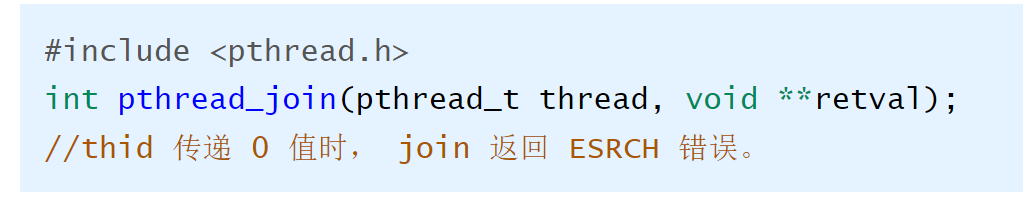 #include <pthread.h>
int pthread_join(pthread_t thread, void **retval);
//thid 传递 0 值时， join 返回 ESRCH 错误。